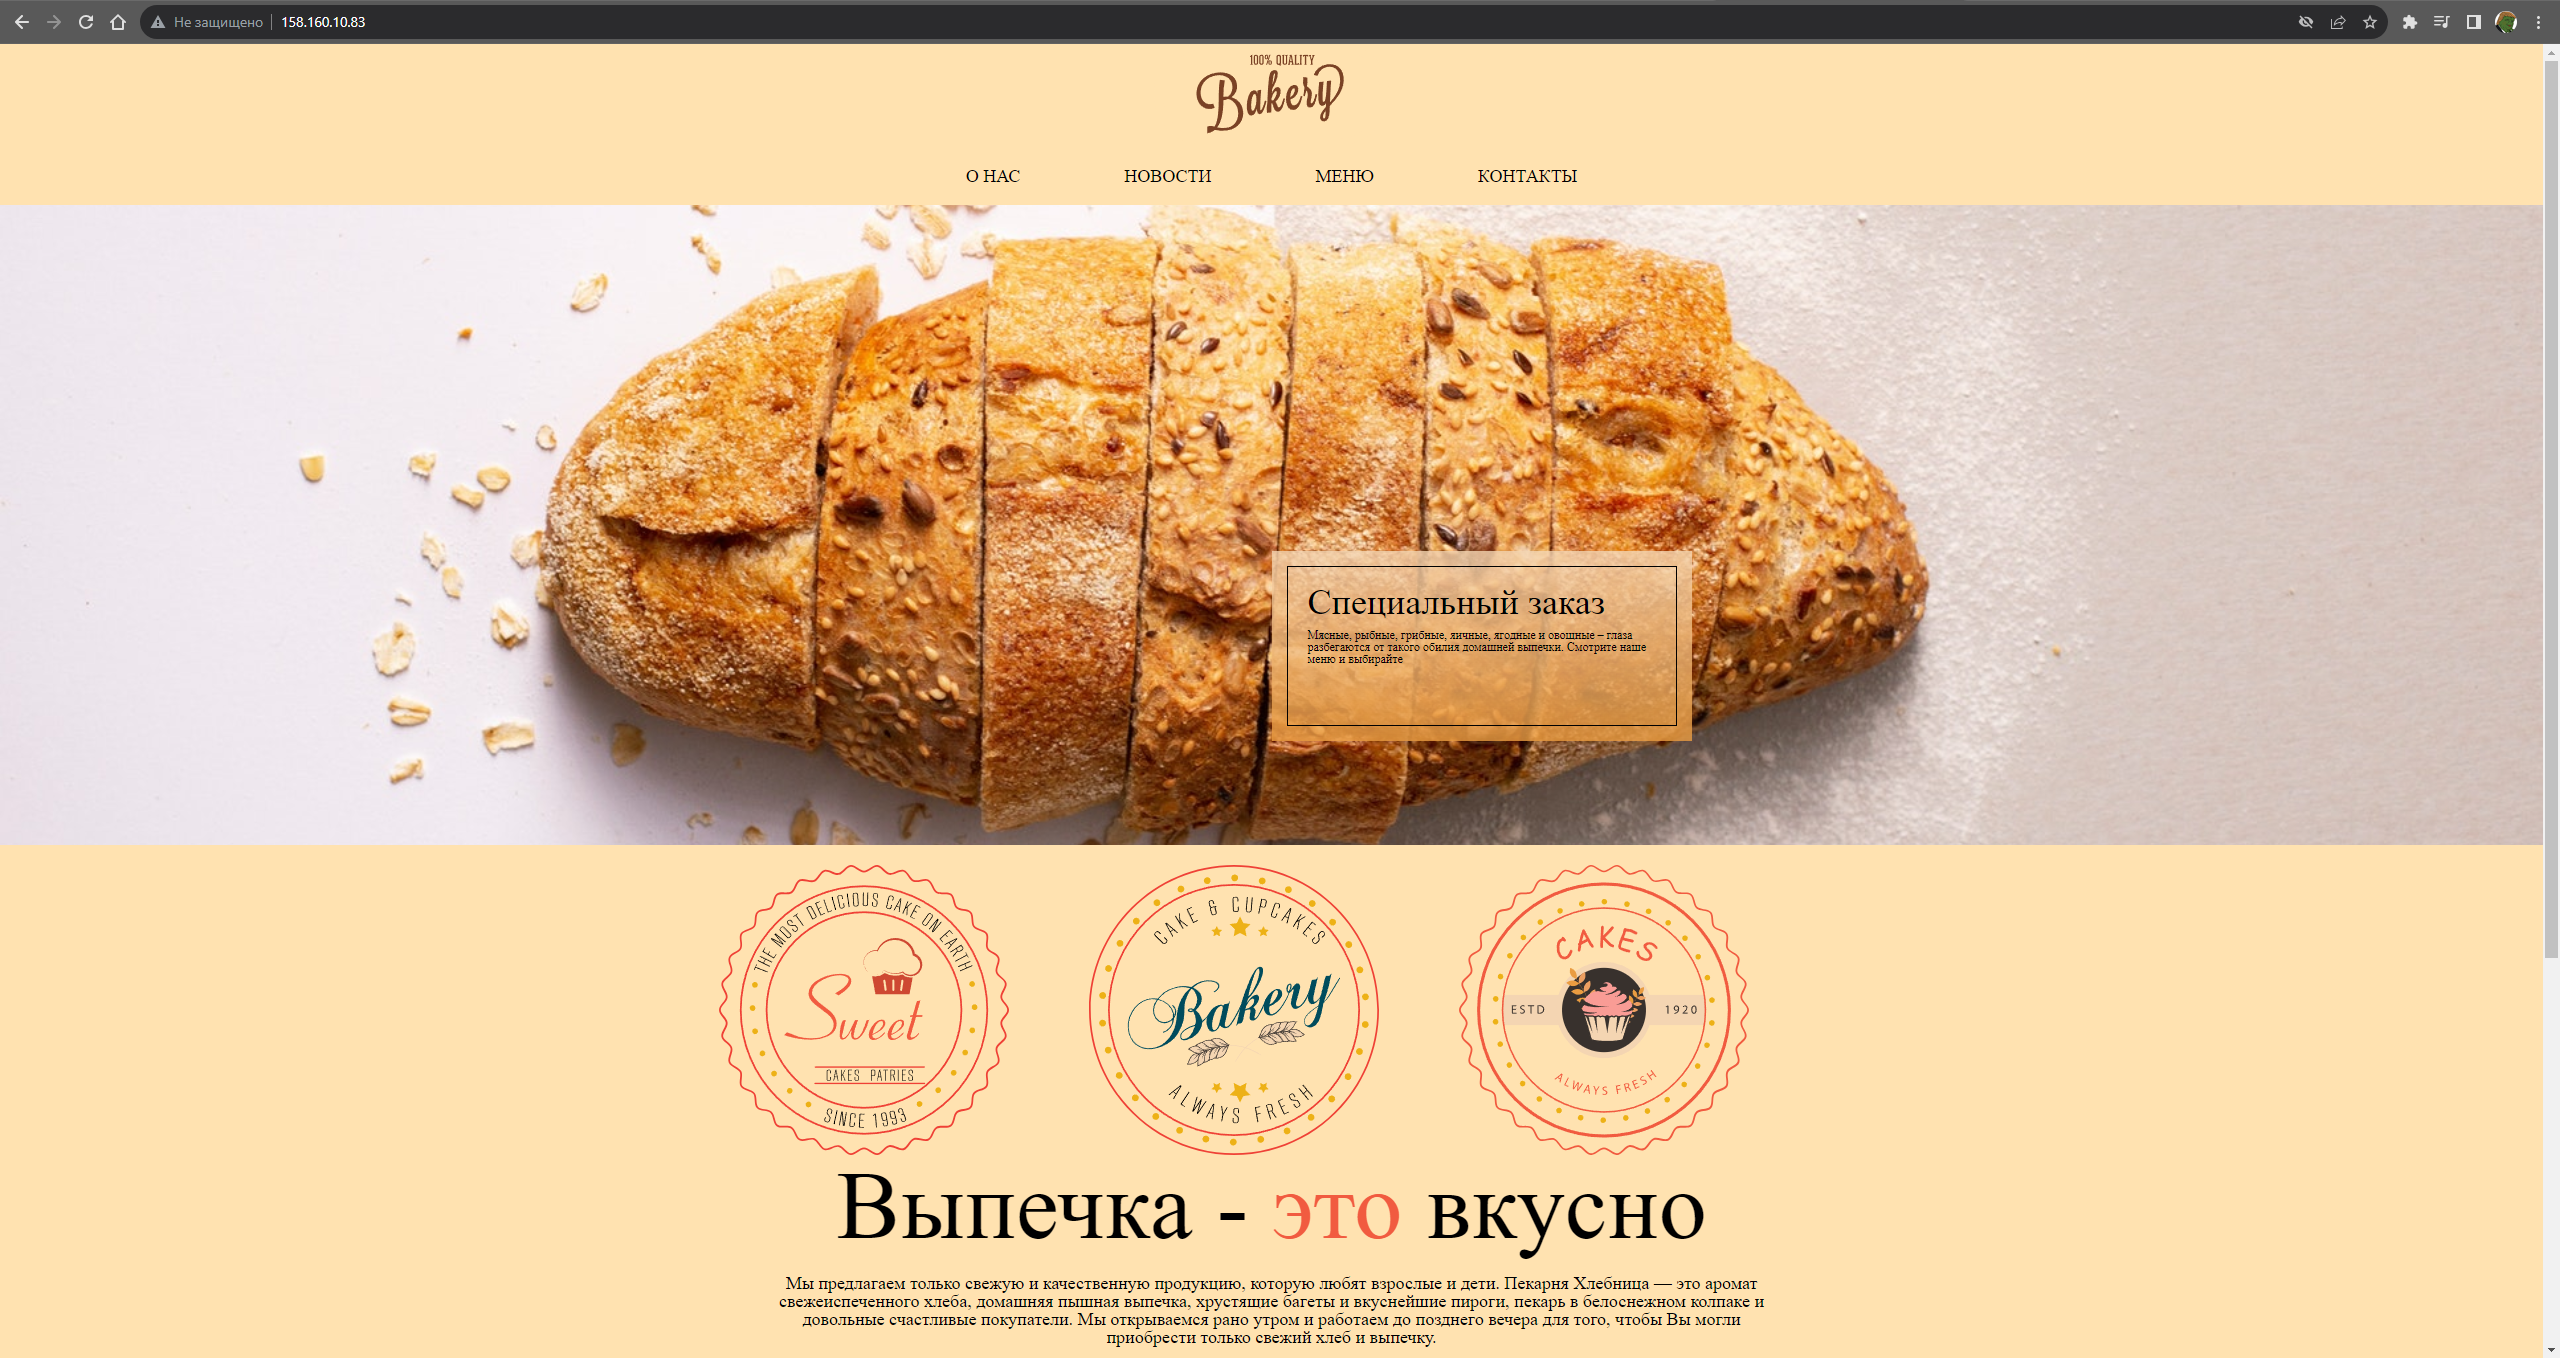 Не защищено
158.160.10.83
100% QUALITY
Bakery
О НАС
НОВОСТИ
МЕНЮ
КОНТАКТЫ
Специальный заказ
Мясные, рыбные, грибные, яичные, ягодные и овощные – глаза
разбегаются от такого обилия домашней выпечки. Смотрите наше
меню и выбирайте
THE MOST DELICIOUS CAKE ON EARTH
Sweet
CAKES PATRIES
SINCE 1993
CAKE & CUPCAKES
Bakery
ALWAYS FRESH
CAKES
ESTD 1920
ALWAYS FRESH
Выпечка - это вкусно
Мы предлагаем только свежую и качественную продукцию, которую любят взрослые и дети. Пекарня Хлебница — это аромат
свежеиспеченного хлеба, домашняя пышная выпечка, хрустящие багеты и вкуснейшие пироги, пекарь в белоснежном колпаке и
довольные счастливые покупатели. Мы открываемся рано утром и работаем до позднего вечера для того, чтобы Вы могли
приобрести только свежий хлеб и выпечку.